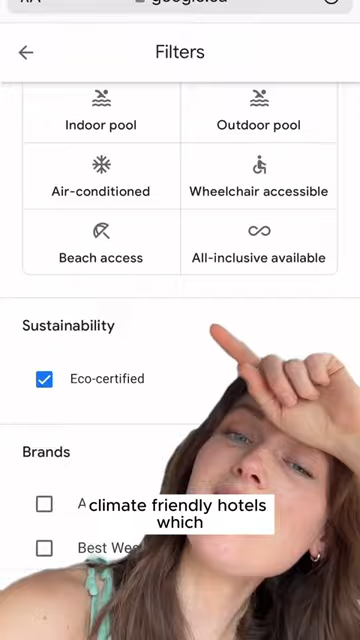 Filters
Indoor pool
Outdoor pool
Air-conditioned
Wheelchair accessible
Beach access
All-inclusive available
Sustainability
Eco-certified
Brands
climate friendly hotels
which
Best